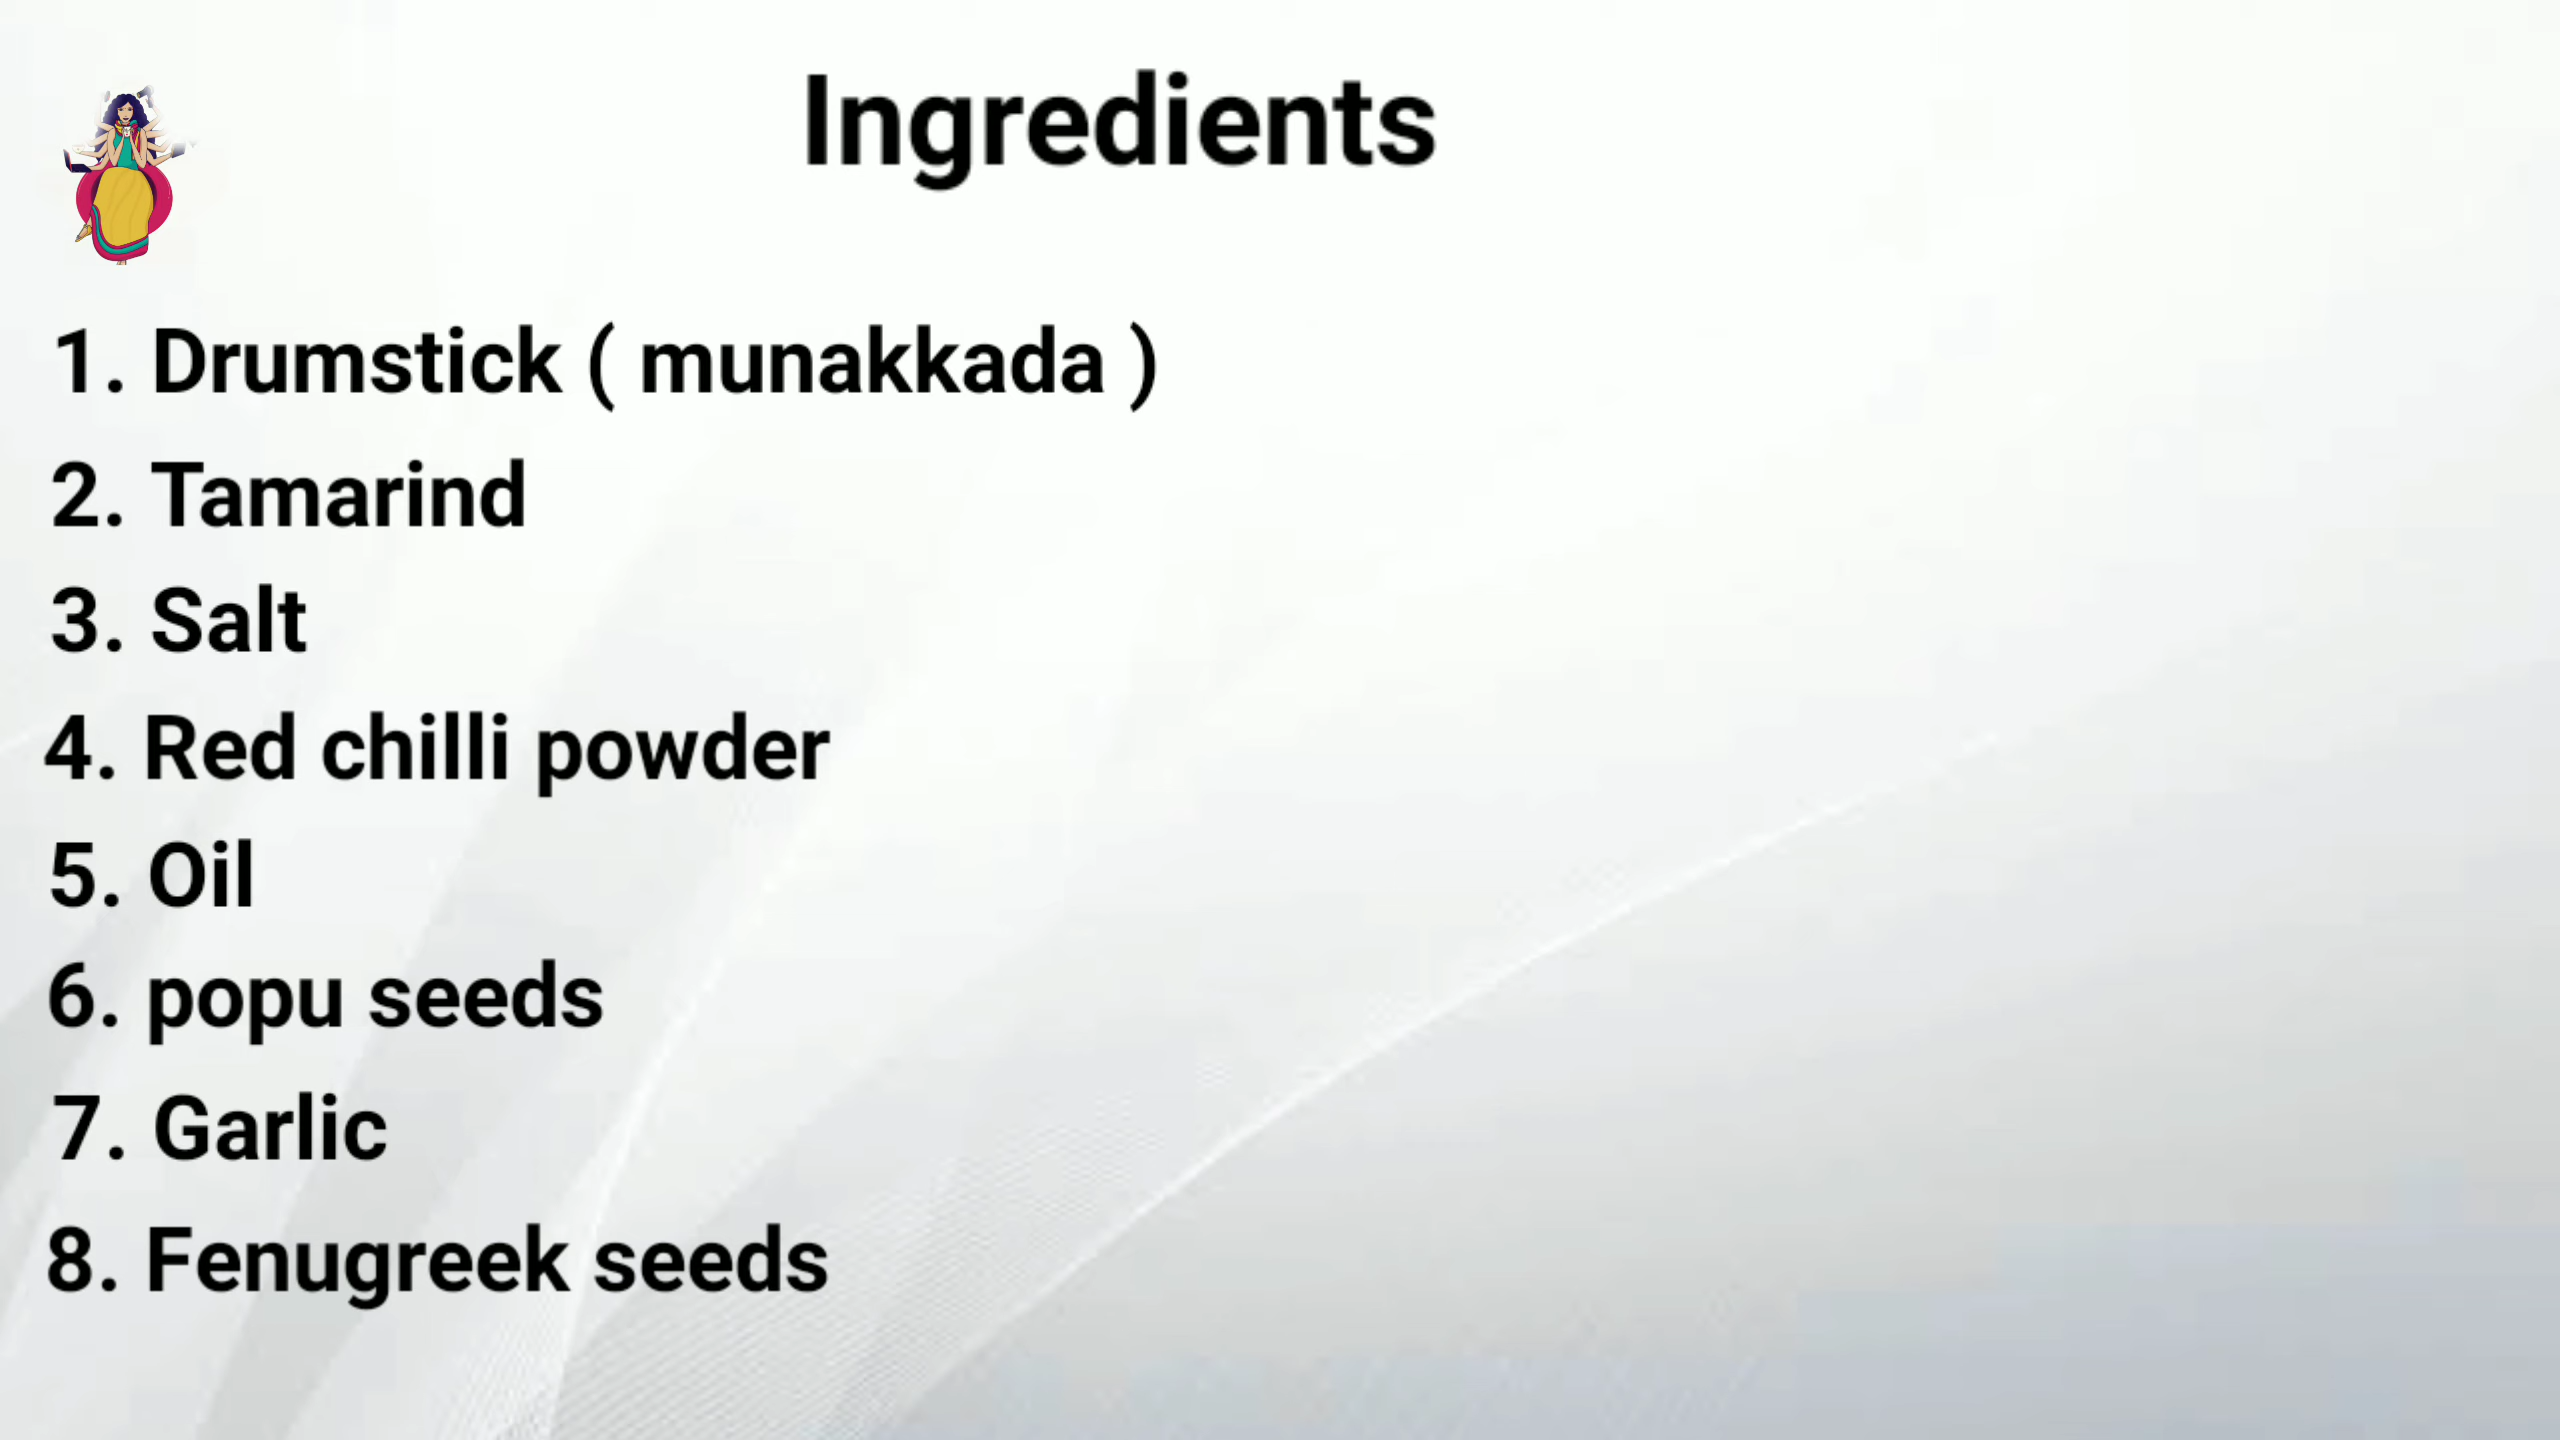 Ingredients
1. Drumstick ( munakkada )
2. Tamarind
3. Salt
4. Red chilli powder
5. Oil
6. popu seeds
7. Garlic
8. Fenugreek seeds